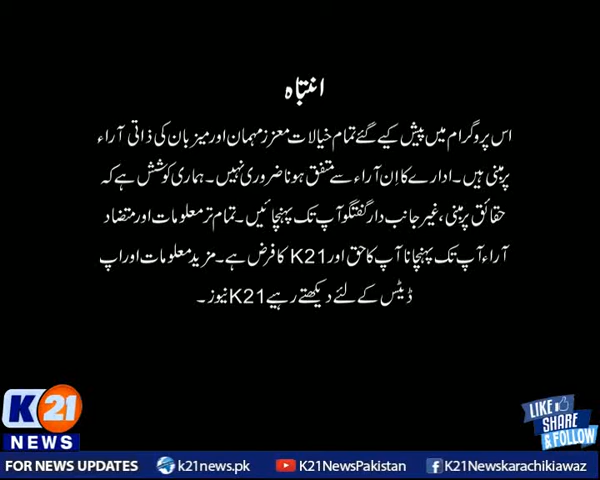 انتباہ
اس پروگرام میں پیش کیے گئے تمام خیالات معزز مہمان اور میزبان کی ذاتی آراء
پر مبنی ہیں۔ ادارے کا اِن آراء سے متفق ہونا ضروری نہیں۔ ہماری کوشش ہے کہ
حقائق پر مبنی، غیر جانب دار گفتگو آپ تک پہنچائیں۔ تمام تر معلومات اور متضاد
آراء آپ تک پہنچانا آپ کا حق اور K21 کا فرض ہے۔ مزید معلومات اور اپ
ڈیٹس کے لئے دیکھتے رہیے K21 نیوز۔
K21
NEWS
LIKE
SHARE
& FOLLOW
FOR NEWS UPDATES k21news.pk K21NewsPakistan K21Newskarachikiawaz